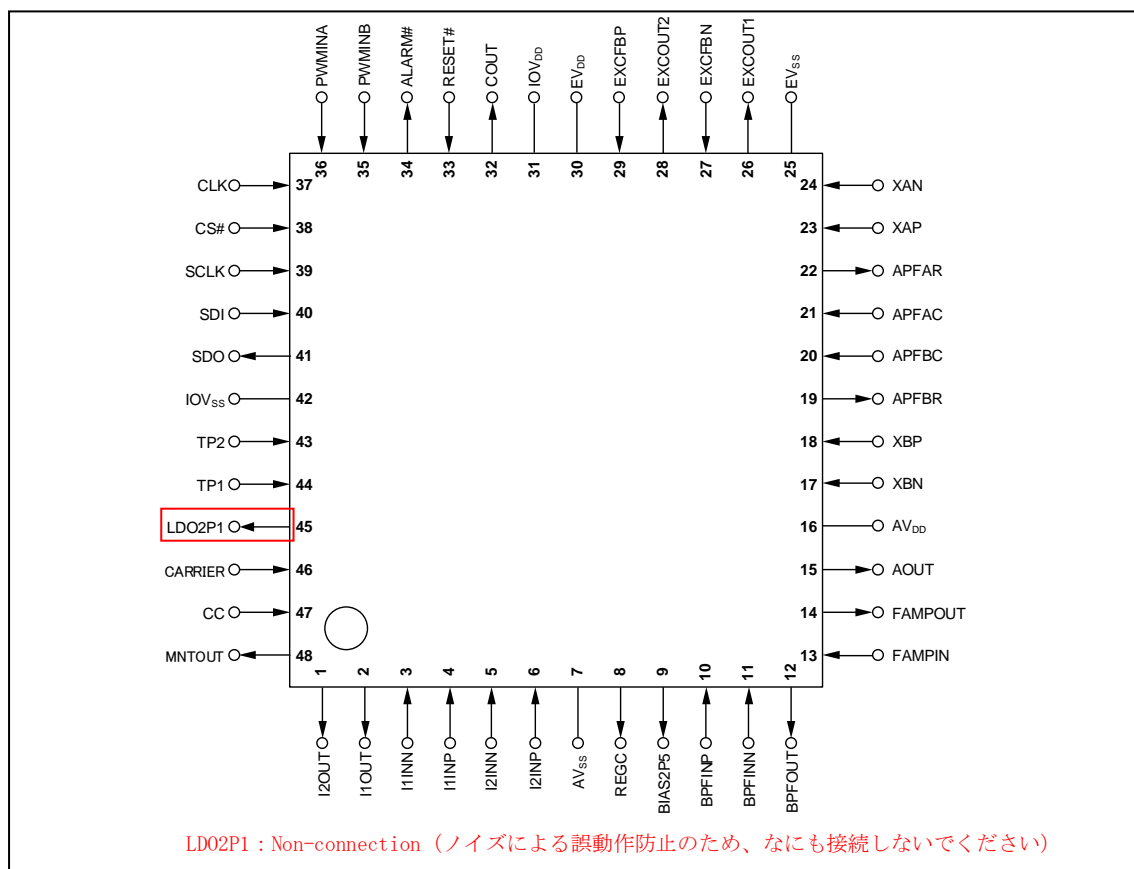 PWMINA
PWMINB
ALARM#
RESET#
COUT
IOVDD
EVDD
EXCFBP
EXCOUT2
EXCFBN
EXCOUT1
EVSS
36
35
34
33
32
31
30
29
28
27
26
25
CLK 37
CS# 38
SCLK 39
SDI 40
SDO 41
IOVSS 42
TP2 43
TP1 44
LDO2P1 45
CARRIER 46
CC 47
MNTOUT 48
24 XAN
23 XAP
22 APFAR
21 APFAC
20 APFBC
19 APFBR
18 XBP
17 XBN
16 AVDD
15 AOUT
14 FAMPOUT
13 FAMPIN
1
2
3
4
5
6
7
8
9
10
11
12
I2OUT
I1OUT
I1INN
I1INP
I2INN
I2INP
AVSS
REGC
BIAS2P5
BPFINP
BPFINN
BPFOUT
LDO2P1：Non-connection（ノイズによる誤動作防止のため、なにも接続しないでください）